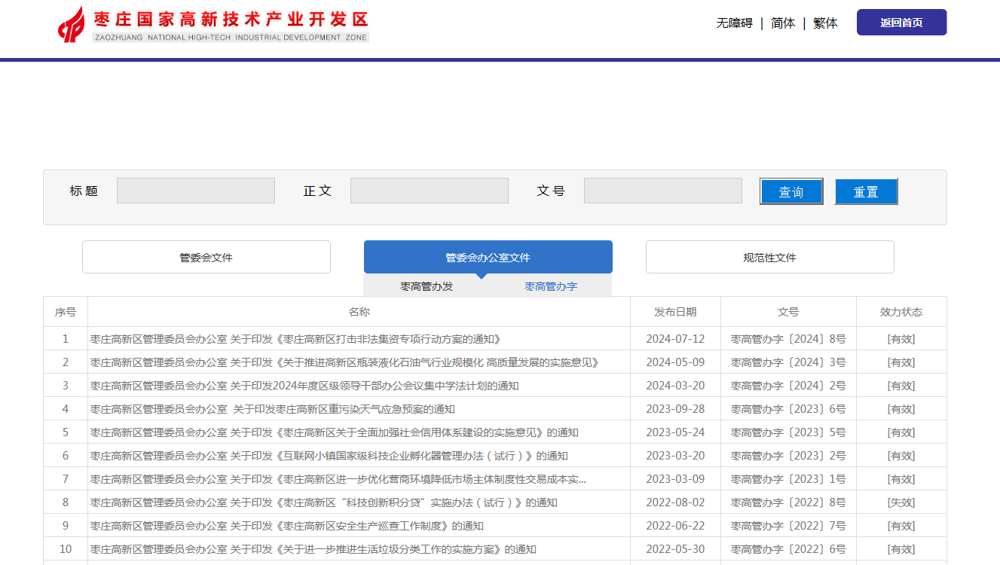 枣庄国家高新技术产业开发区
ZAOZHUANG NATIONAL HIGH-TECH INDUSTRIAL DEVELOPMENT ZONE
无障碍 | 简体 | 繁体 返回首页
标 题 正 文 文 号 查询 重置
管委会文件 管委会办公室文件 规范性文件
枣高管办发 枣高管办字
序号 名称 发布日期 文号 效力状态
1 枣庄高新区管理委员会办公室 关于印发《枣庄高新区打击非法集资专项行动方案的通知》 2024-07-12 枣高管办字〔2024〕8号 [有效]
2 枣庄高新区管理委员会办公室 关于印发《关于推进高新区瓶装液化石油气行业规模化 高质量发展的实施意见》 2024-05-09 枣高管办字〔2024〕3号 [有效]
3 枣庄高新区管理委员会办公室 关于印发2024年度区级领导干部办公会议集中学法计划的通知 2024-03-20 枣高管办字〔2024〕2号 [有效]
4 枣庄高新区管理委员会办公室 关于印发枣庄高新区重污染天气应急预案的通知 2023-09-28 枣高管办字〔2023〕6号 [有效]
5 枣庄高新区管理委员会办公室 关于印发《枣庄高新区关于全面加强社会信用体系建设的实施意见》的通知 2023-05-24 枣高管办字〔2023〕5号 [有效]
6 枣庄高新区管理委员会办公室 关于印发《互联网小镇国家级科技企业孵化器管理办法（试行）》的通知 2023-03-20 枣高管办字〔2023〕2号 [有效]
7 枣庄高新区管理委员会办公室 关于印发《枣庄高新区进一步优化营商环境降低市场主体制度性交易成本实... 2023-03-09 枣高管办字〔2023〕1号 [有效]
8 枣庄高新区管理委员会办公室 关于印发《枣庄高新区“科技创新积分贷”实施办法（试行）》的通知 2022-08-02 枣高管办字〔2022〕8号 [失效]
9 枣庄高新区管理委员会办公室 关于印发《枣庄高新区安全生产巡查工作制度》的通知 2022-06-22 枣高管办字〔2022〕7号 [有效]
10 枣庄高新区管理委员会办公室 关于印发《关于进一步推进生活垃圾分类工作的实施方案》的通知 2022-05-30 枣高管办字〔2022〕6号 [有效]